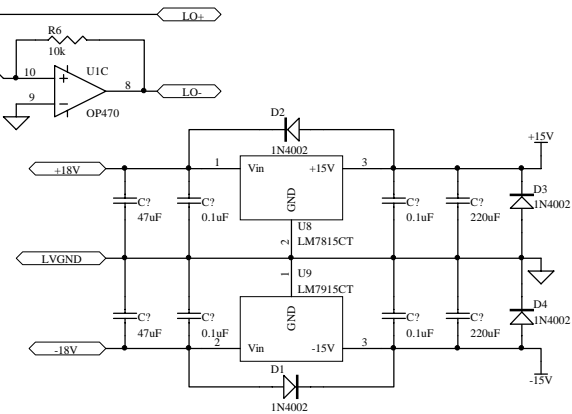 LO+
R6
10k
10
+
U1C
8
LO-
9
-
OP470
D2
1N4002
+15V
+18V
1
Vin
+15V
3
GND
C?
47uF
C?
0.1uF
C?
0.1uF
C?
220uF
D3
1N4002
2
U8
LM7815CT
LVGND
1
U9
LM7915CT
GND
C?
47uF
C?
0.1uF
C?
0.1uF
C?
220uF
D4
1N4002
-18V
2
Vin
-15V
3
D1
1N4002
-15V